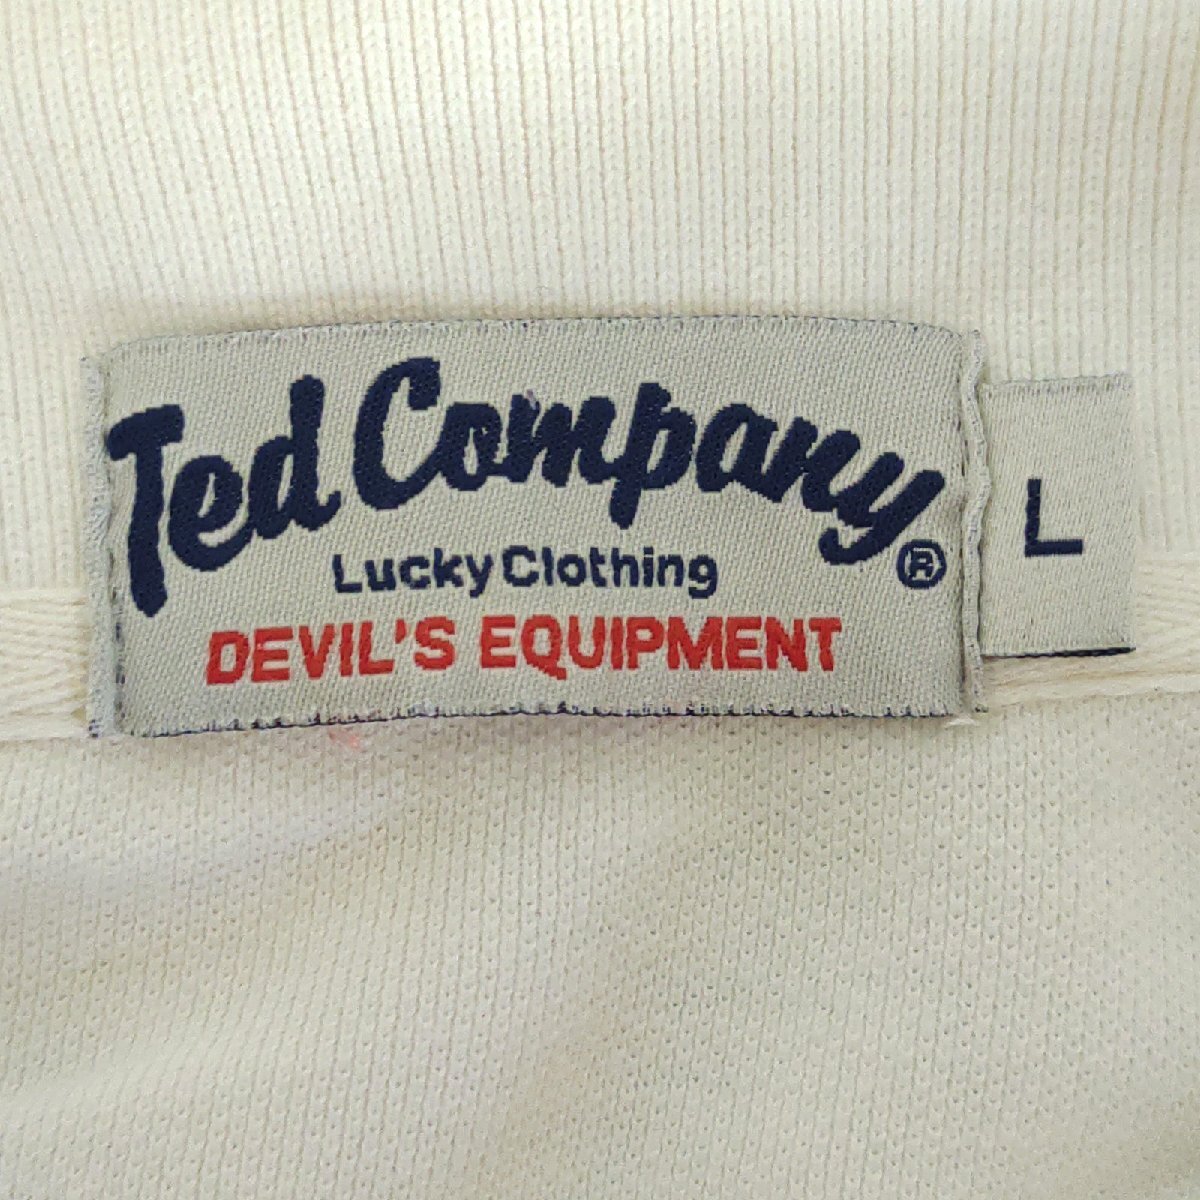 Ted Company
®
Lucky Clothing
DEVIL'S EQUIPMENT
L